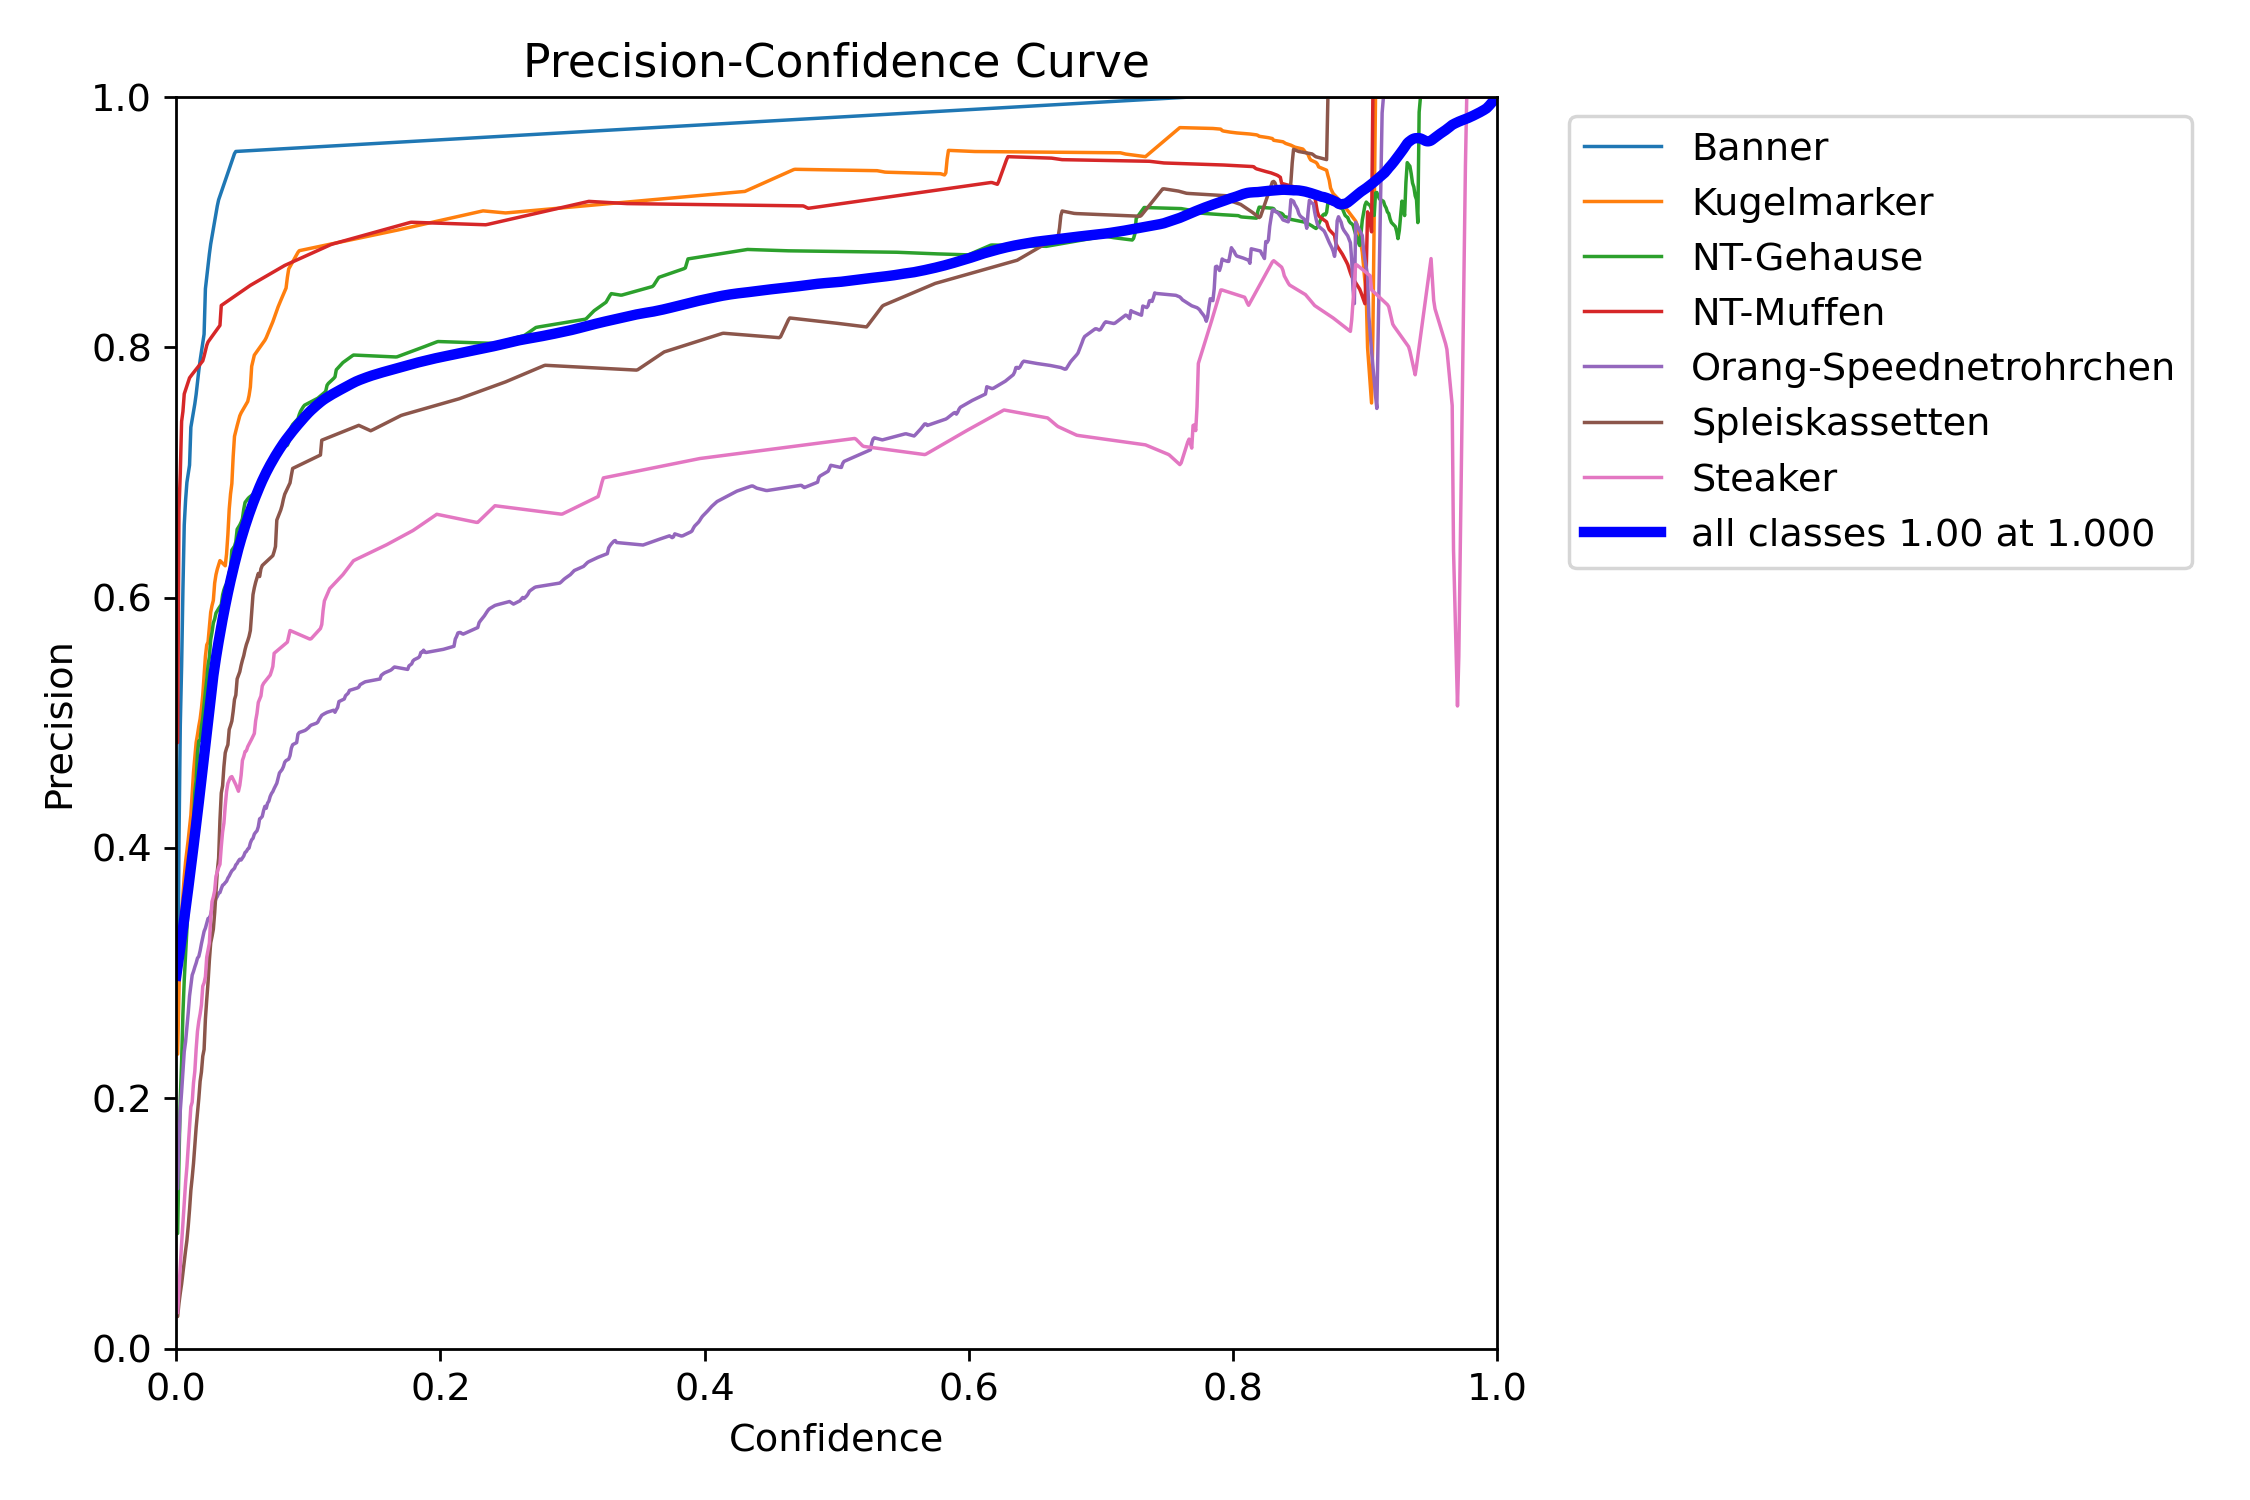 Precision-Confidence Curve
1.0
0.8
0.6
0.4
0.2
0.0
Precision
0.0 0.2 0.4 0.6 0.8 1.0
Confidence
Banner
Kugelmarker
NT-Gehause
NT-Muffen
Orang-Speednetrohrchen
Spleiskassetten
Steaker
all classes 1.00 at 1.000